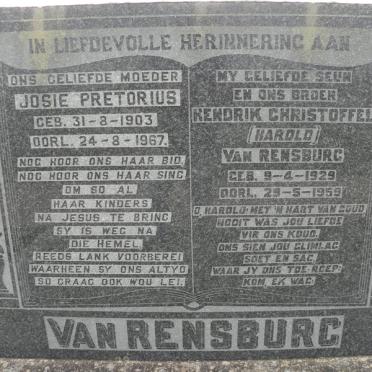 IN LIEFDEVOLLE HERINNERING AAN
ONS GELIEFDE MOEDER
JOSIE PRETORIUS
GEB. 31-8-1903
OORL. 24-8-1967.
NOG HOOR ONS HAAR BID,
NOG HOOR ONS HAAR SING
OM SO AL
HAAR KINDERS
NA JESUS TE BRING
SY IS WEG NA
DIE HEMEL,
REEDS LANK VOORBEREI
WAARHEEN SY ONS ALTYD
SO GRAAG OOK WOU LEI.
MY GELIEFDE SEUN
EN ONS BROER
HENDRIK CHRISTOFFEL
(HAROLD)
VAN RENSBURG
GEB. 9-4-1929
OORL. 29-5-1959
O, HAROLD MET 'N HART VAN GOUD
NOOIT WAS JOU LIEFDE
VIR ONS KOUD.
ONS SIEN JOU GLIMLAG
SOET EN SAG,
WAAR JY ONS TOE-ROEP:
KOM, EK WAG.
VAN RENSBURG